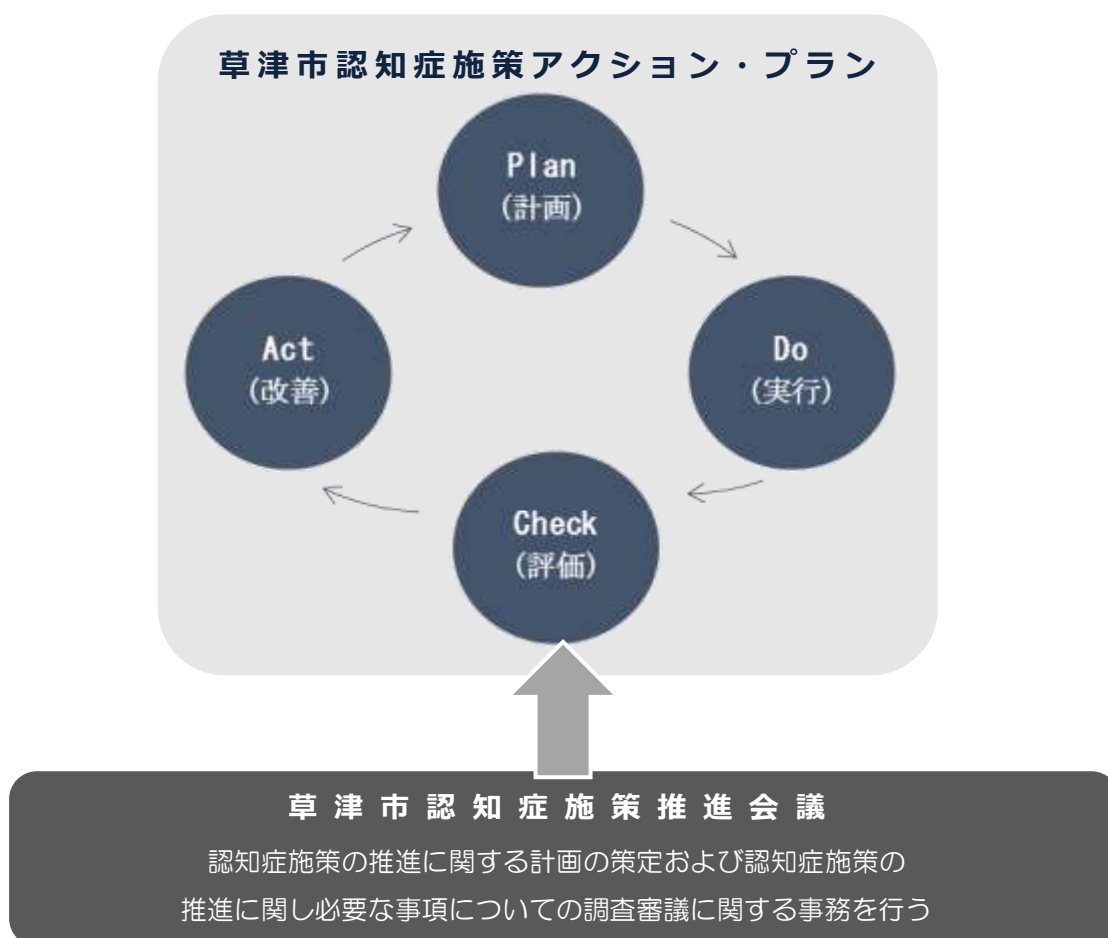 草津市認知症施策アクション・プラン
Plan
(計画)
Act
(改善)
Do
(実行)
Check
(評価)
草津市認知症施策推進会議
認知症施策の推進に関する計画の策定および認知症施策の
推進に関し必要な事項についての調査審議に関する事務を行う